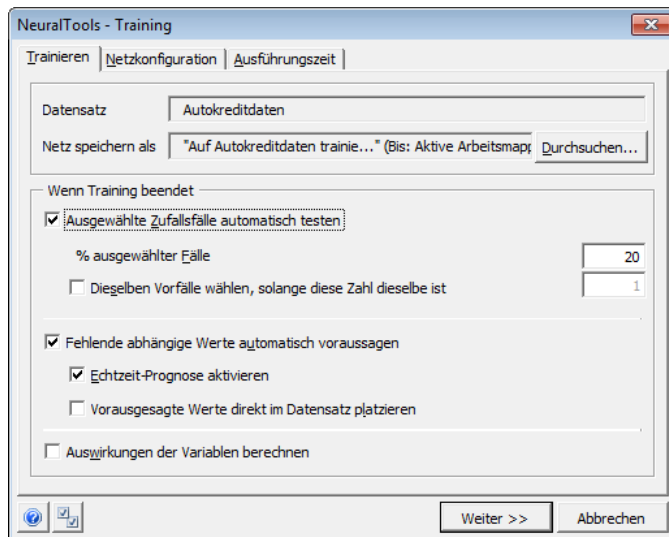 NeuralTools - Training
Trainieren Netzkonfiguration Ausführungszeit
Datensatz Autokreditdaten
Netz speichern als "Auf Autokreditdaten trainie..." (Bis: Aktive Arbeitsmapp Durchsuchen...
Wenn Training beendet
Ausgewählte Zufallsfälle automatisch testen
% ausgewählter Fälle 20
Dieselben Vorfälle wählen, solange diese Zahl dieselbe ist 1
Fehlende abhängige Werte automatisch voraussagen
Echtzeit-Prognose aktivieren
Vorausgesagte Werte direkt im Datensatz platzieren
Auswirkungen der Variablen berechnen
Weiter >> Abbrechen